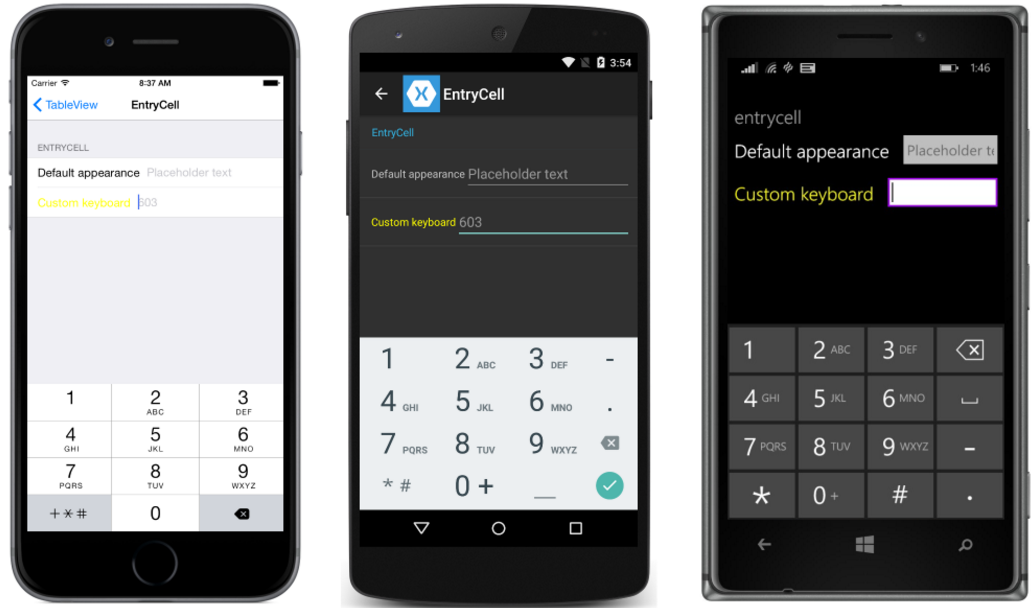 Carrier 8:37 AM
TableView EntryCell
ENTRYCELL
Default appearance Placeholder text
Custom keyboard 603
1 2 3
ABC DEF
4 5 6
GHI JKL MNO
7 8 9
PQRS TUV WXYZ
+*# 0
3:54
EntryCell
EntryCell
Default appearance Placeholder text
Custom keyboard 603
1 2 ABC 3 DEF -
4 GHI 5 JKL 6 MNO .
7 PQRS 8 TUV 9 WXYZ
* # 0 + _
1:46
entrycell
Default appearance Placeholder te
Custom keyboard
1 2 ABC 3 DEF
4 GHI 5 JKL 6 MNO
7 PQRS 8 TUV 9 WXYZ -
* 0 + # .